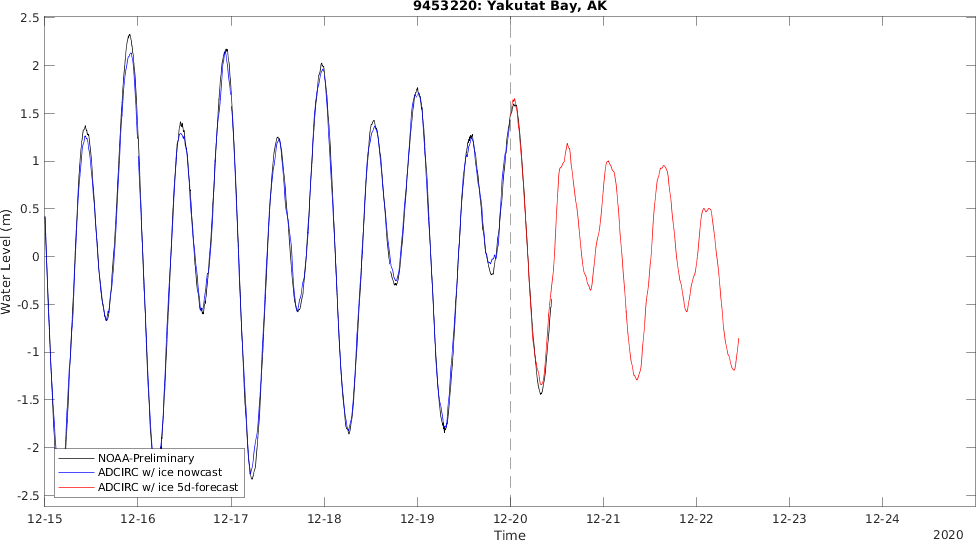 9453220: Yakutat Bay, AK
2.5
2
1.5
1
0.5
0
-0.5
-1
-1.5
-2
-2.5
Water Level (m)
NOAA-Preliminary
ADCIRC w/ ice nowcast
ADCIRC w/ ice 5d-forecast
12-15 12-16 12-17 12-18 12-19 12-20 12-21 12-22 12-23 12-24
Time
2020